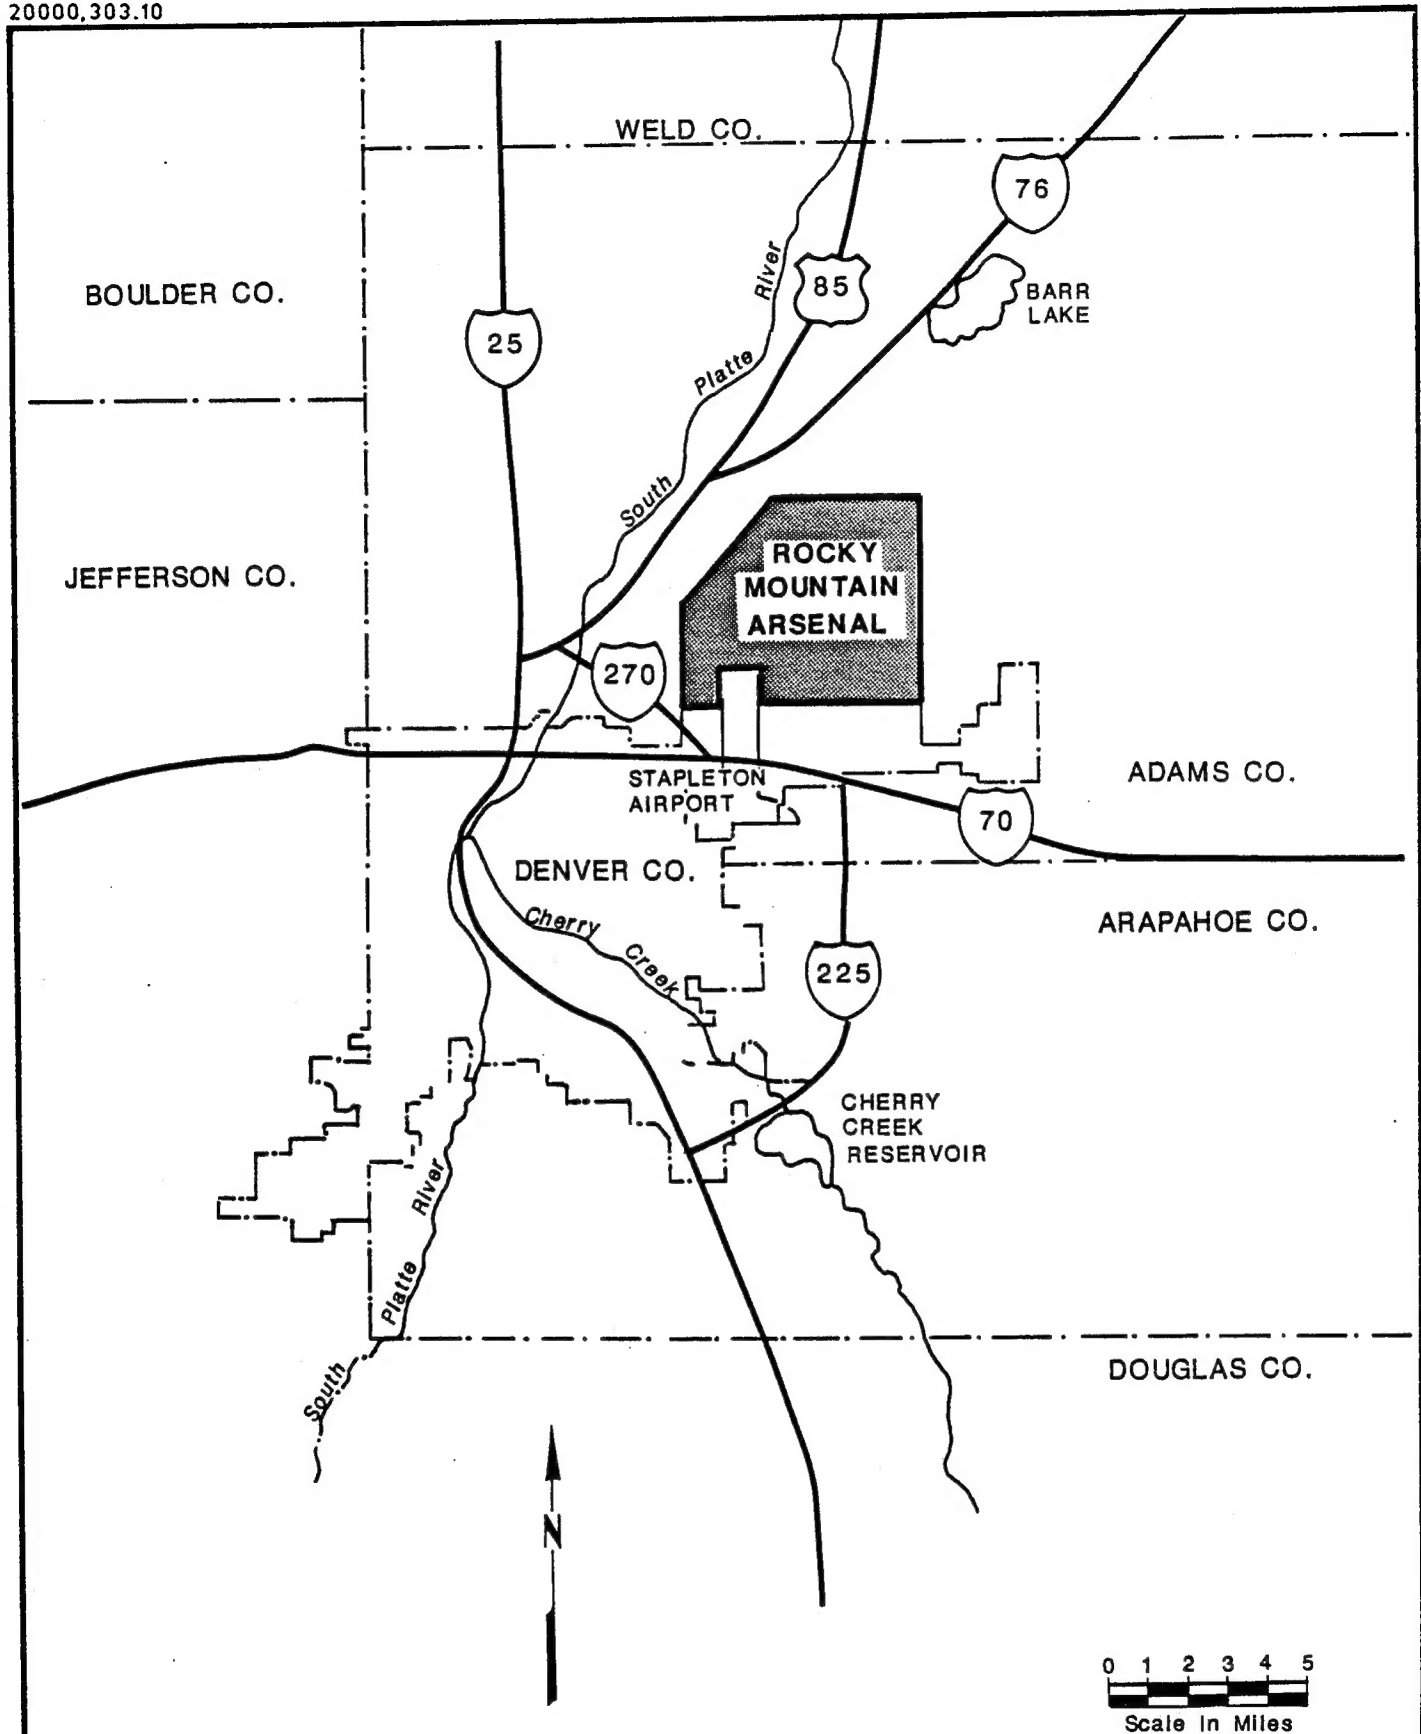 20000,303.10
WELD CO.
76
River
85
BOULDER CO.
BARR
LAKE
25
Platte
South
ROCKY
MOUNTAIN
ARSENAL
JEFFERSON CO.
270
STAPLETON
AIRPORT
ADAMS CO.
70
DENVER CO.
Cherry
Creek
ARAPAHOE CO.
225
CHERRY
CREEK
RESERVOIR
River
Platte
South
DOUGLAS CO.
N
0 1 2 3 4 5
Scale In Miles